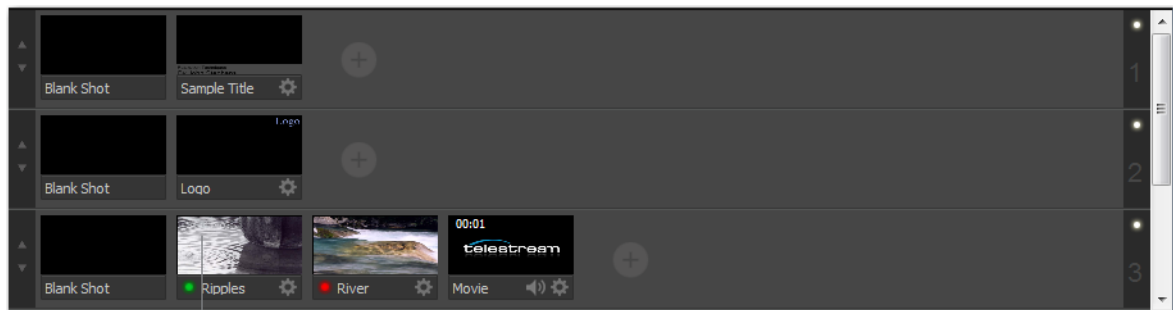 Blank Shot
Sample Title
1
Logo
Blank Shot
Logo
2
00:01
telestream
Blank Shot
Ripples
River
Movie
3